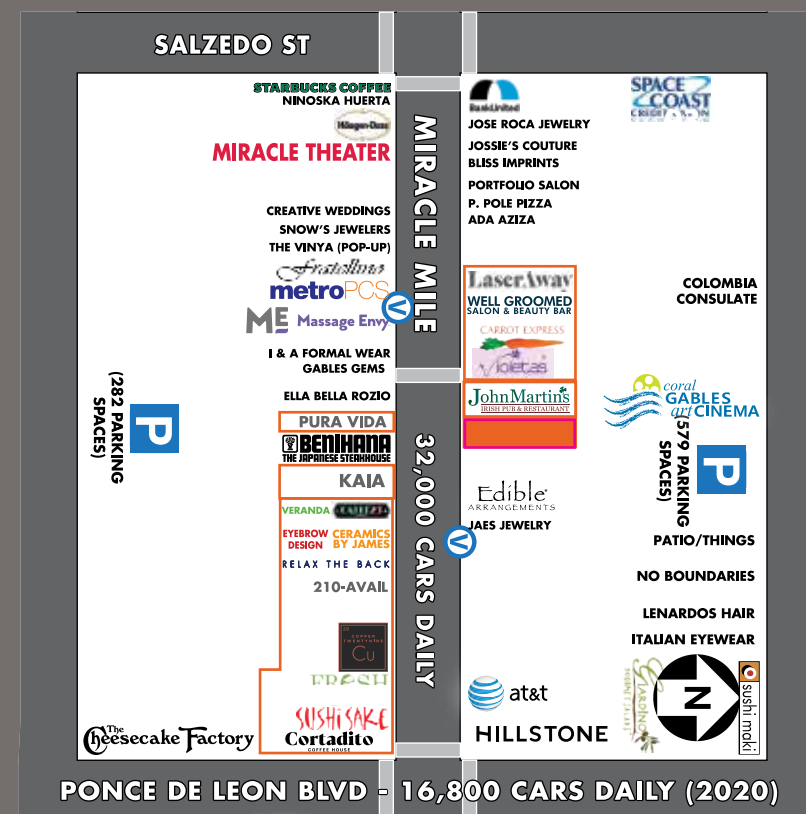 SALZEDO ST
STARBUCKS COFFEE
NINOSKA HUERTA
Häagen-Dazs
MIRACLE THEATER
CREATIVE WEDDINGS
SNOW'S JEWELERS
THE VINYA (POP-UP)
Fratellino
metroPCS
V
ME Massage Envy
I & A FORMAL WEAR
GABLES GEMS
ELLA BELLA ROZIO
PURA VIDA
BENIHANA
THE JAPANESE STEAKHOUSE
KAIA
VERANDA
EYEBROW DESIGN
CERAMICS BY JAMES
RELAX THE BACK
210-AVAIL
COPPER
TWENTYNINE
Cu
FRESH
SUSHI SAKE
Cortadito
COFFEE HOUSE
P
(282 PARKING
SPACES)
The
Cheesecake Factory
MIRACLE MILE
32,000 CARS DAILY
BankUnited
JOSE ROCA JEWELRY
JOSSIE'S COUTURE
BLISS IMPRINTS
PORTFOLIO SALON
P. POLE PIZZA
ADA AZIZA
LaserAway
WELL GROOMED
SALON & BEAUTY BAR
CARROT EXPRESS
Violetas
JohnMartin's
IRISH PUB & RESTAURANT
Edible
ARRANGEMENTS
JAES JEWELRY
V
at&t
HILLSTONE
SPACE
COAST
CREDIT UNION
COLOMBIA
CONSULATE
coral
GABLES
art CINEMA
P
(579 PARKING
SPACES)
PATIO/THINGS
NO BOUNDARIES
LENARDOS HAIR
ITALIAN EYEWEAR
GIARDINO
GOURMET SALADS
N
sushi maki
PONCE DE LEON BLVD - 16,800 CARS DAILY (2020)